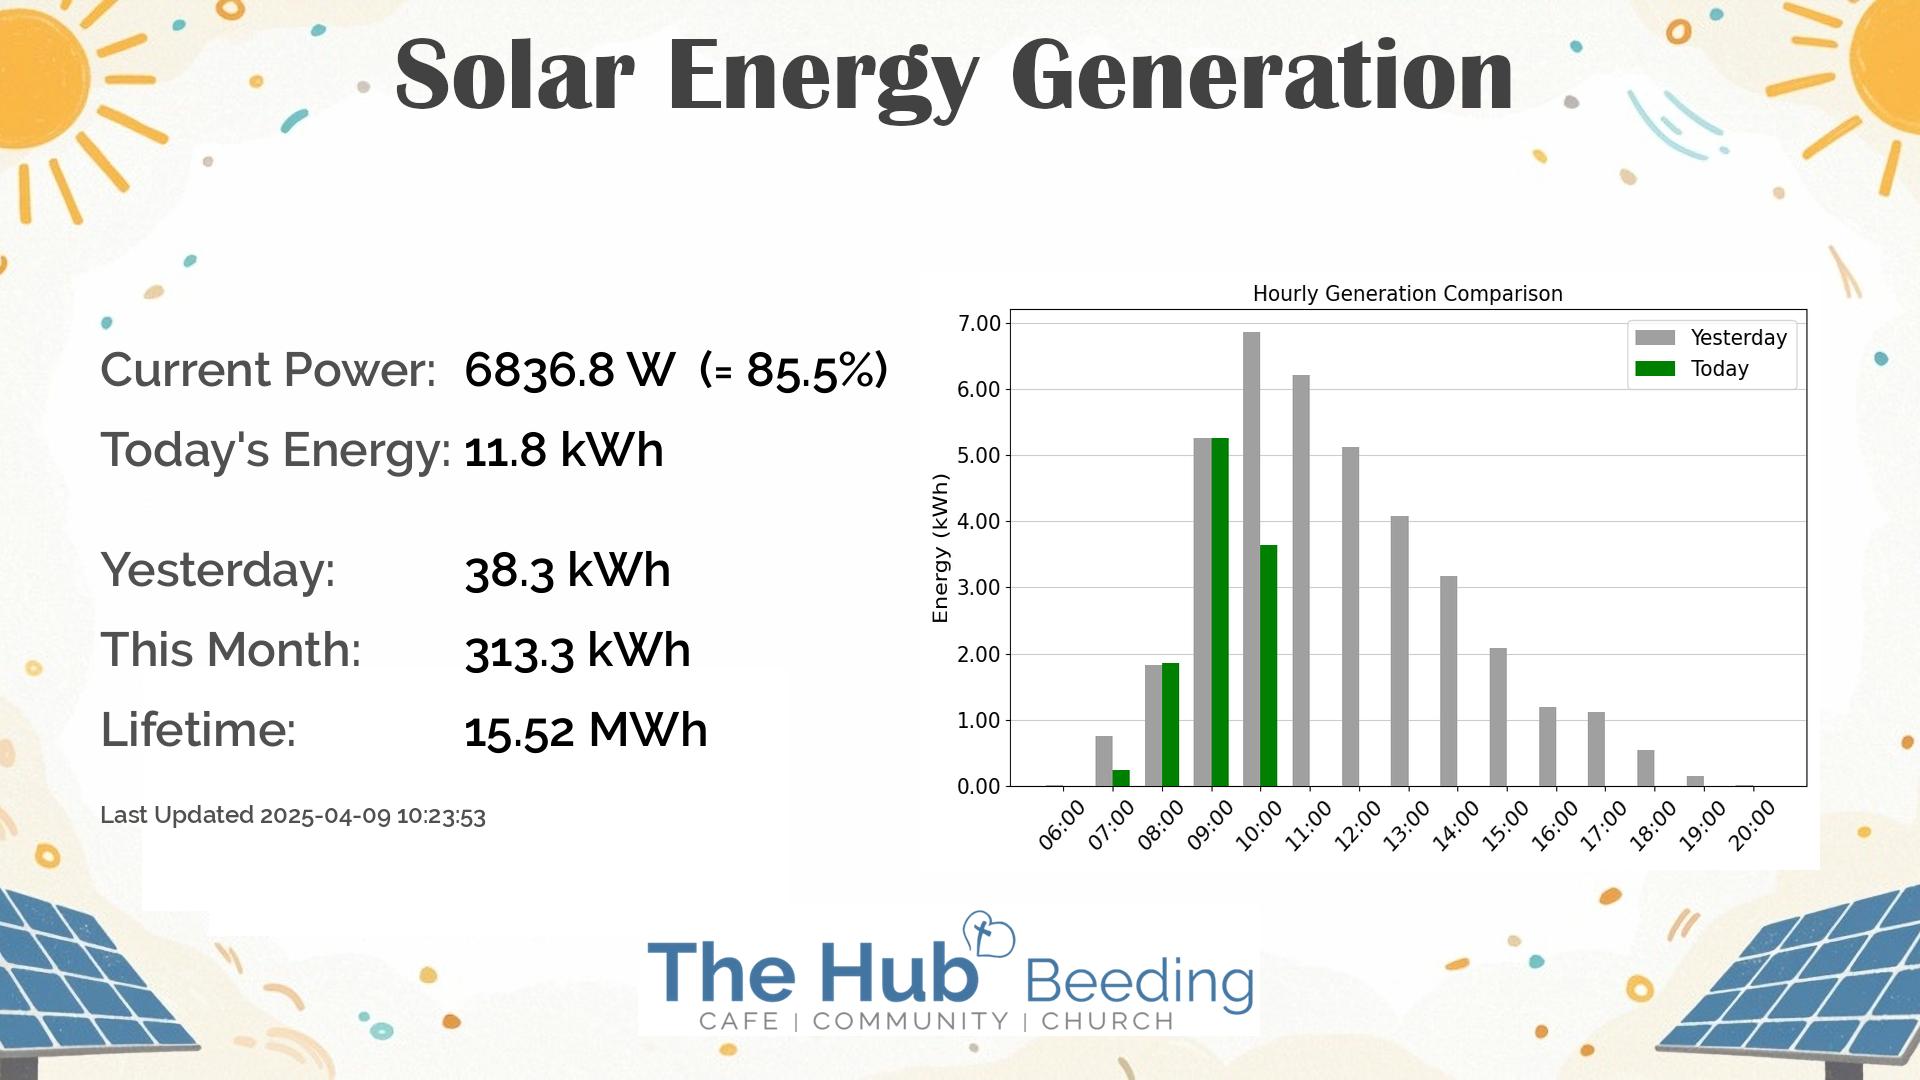 Solar Energy Generation
Current Power: 6836.8 W (= 85.5%)
Today's Energy: 11.8 kWh
Yesterday: 38.3 kWh
This Month: 313.3 kWh
Lifetime: 15.52 MWh
Last Updated 2025-04-09 10:23:53
Hourly Generation Comparison
Yesterday
Today
Energy (kWh)
7.00
6.00
5.00
4.00
3.00
2.00
1.00
0.00
06:00 07:00 08:00 09:00 10:00 11:00 12:00 13:00 14:00 15:00 16:00 17:00 18:00 19:00 20:00
The Hub Beeding
CAFE | COMMUNITY | CHURCH